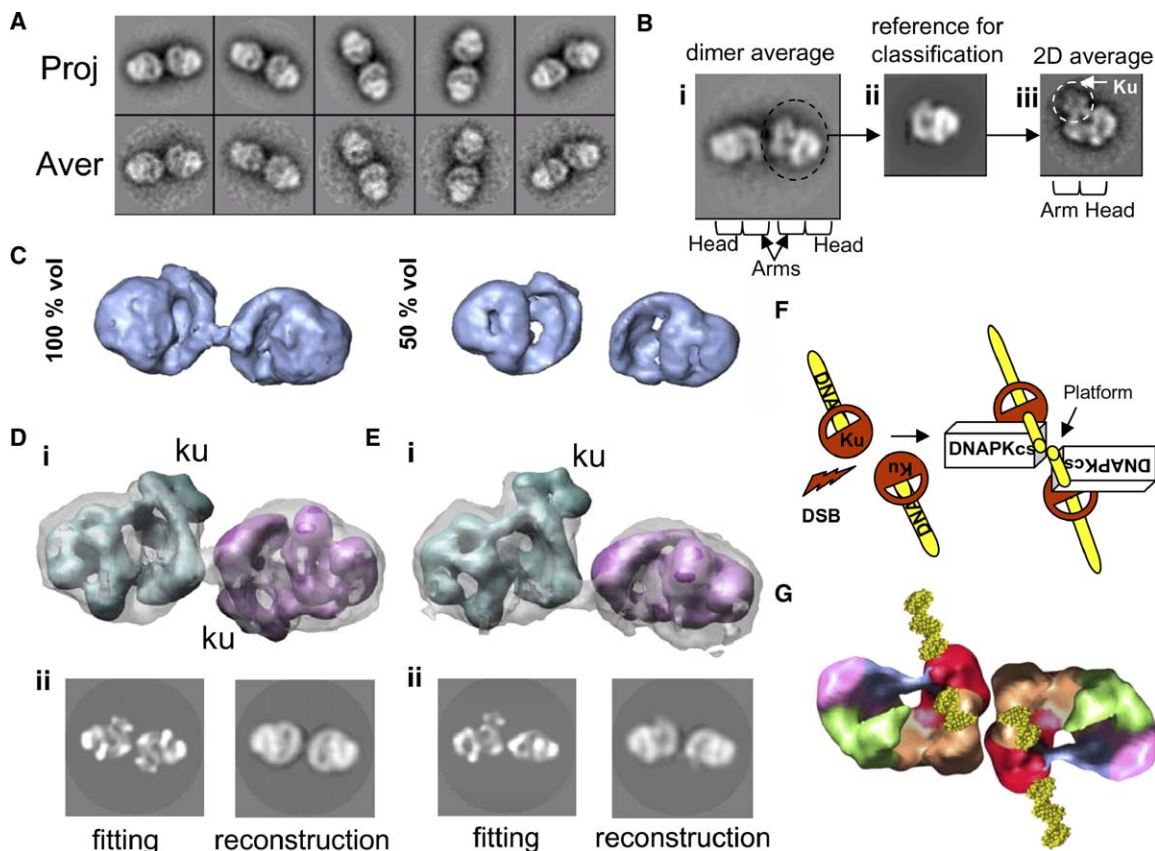 A
Proj
Aver
B
dimer average
reference for
classification
2D average
i
ii
iii
Ku
Head
Arms
Head
Arm Head
C
100 % vol
50 % vol
D
i
ku
ku
ii
fitting
reconstruction
E
i
ku
ii
fitting
reconstruction
F
DNA
Ku
DSB
Ku
DNA
Platform
DNAPKcs
DNAPKcs
G